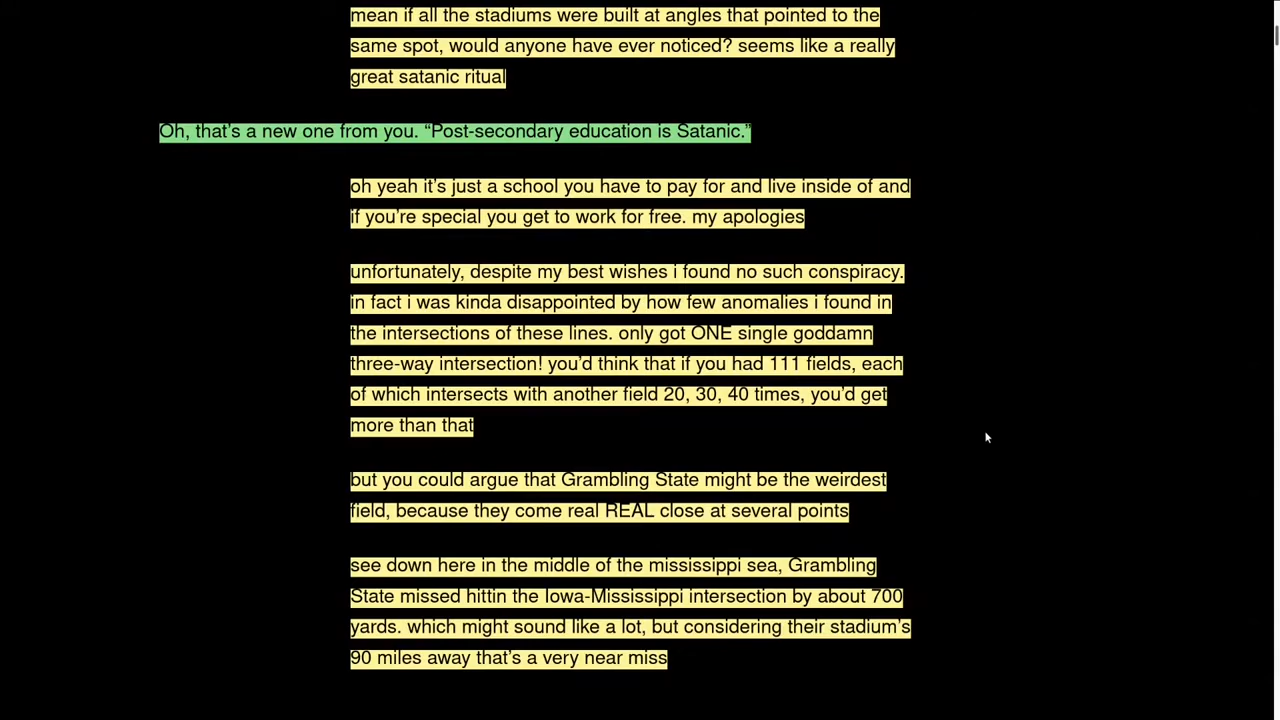 mean if all the stadiums were built at angles that pointed to the
same spot, would anyone have ever noticed? seems like a really
great satanic ritual
Oh, that’s a new one from you. “Post-secondary education is Satanic.”
oh yeah it’s just a school you have to pay for and live inside of and
if you’re special you get to work for free. my apologies
unfortunately, despite my best wishes i found no such conspiracy.
in fact i was kinda disappointed by how few anomalies i found in
the intersections of these lines. only got ONE single goddamn
three-way intersection! you’d think that if you had 111 fields, each
of which intersects with another field 20, 30, 40 times, you’d get
more than that
but you could argue that Grambling State might be the weirdest
field, because they come real REAL close at several points
see down here in the middle of the mississippi sea, Grambling
State missed hittin the Iowa-Mississippi intersection by about 700
yards. which might sound like a lot, but considering their stadium’s
90 miles away that’s a very near miss